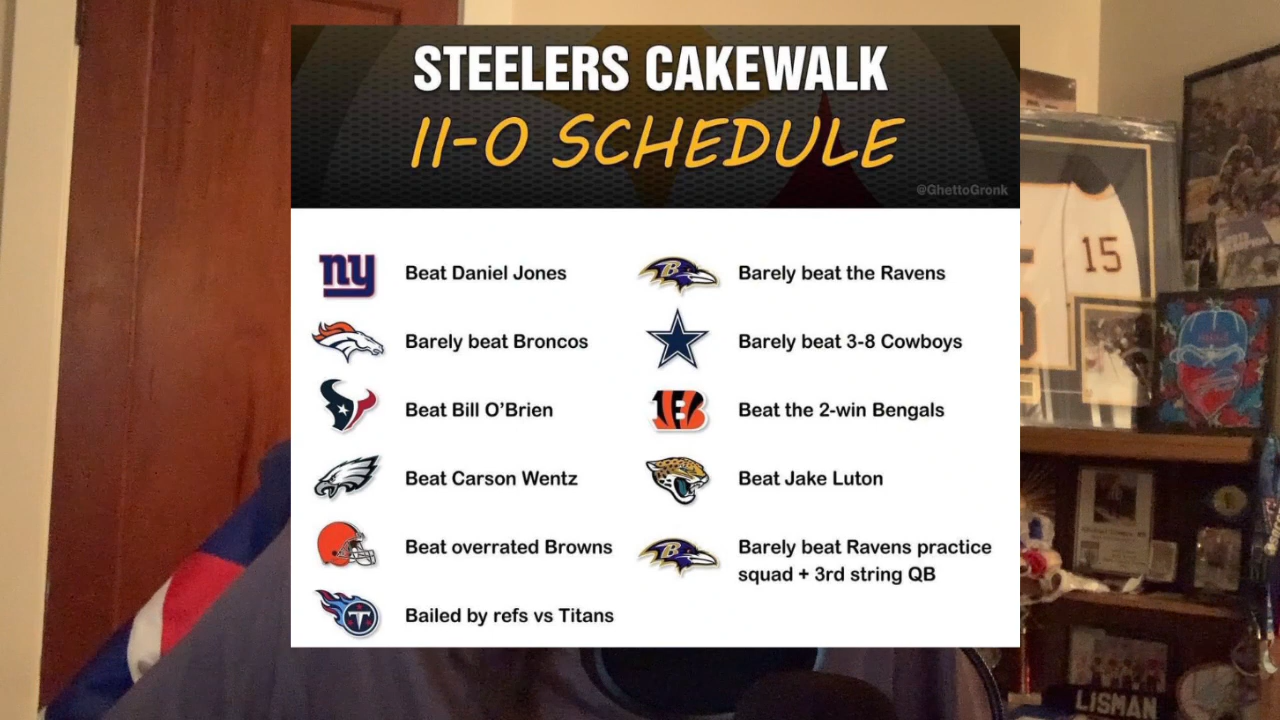 STEELERS CAKEWALK
11-0 SCHEDULE
@GhettoGronk
ny
Beat Daniel Jones
Barely beat Broncos
Beat Bill O'Brien
Beat Carson Wentz
Beat overrated Browns
T
Bailed by refs vs Titans
B
Barely beat the Ravens
Barely beat 3-8 Cowboys
B
Beat the 2-win Bengals
Beat Jake Luton
B
Barely beat Ravens practice
squad + 3rd string QB
15
LISMAN